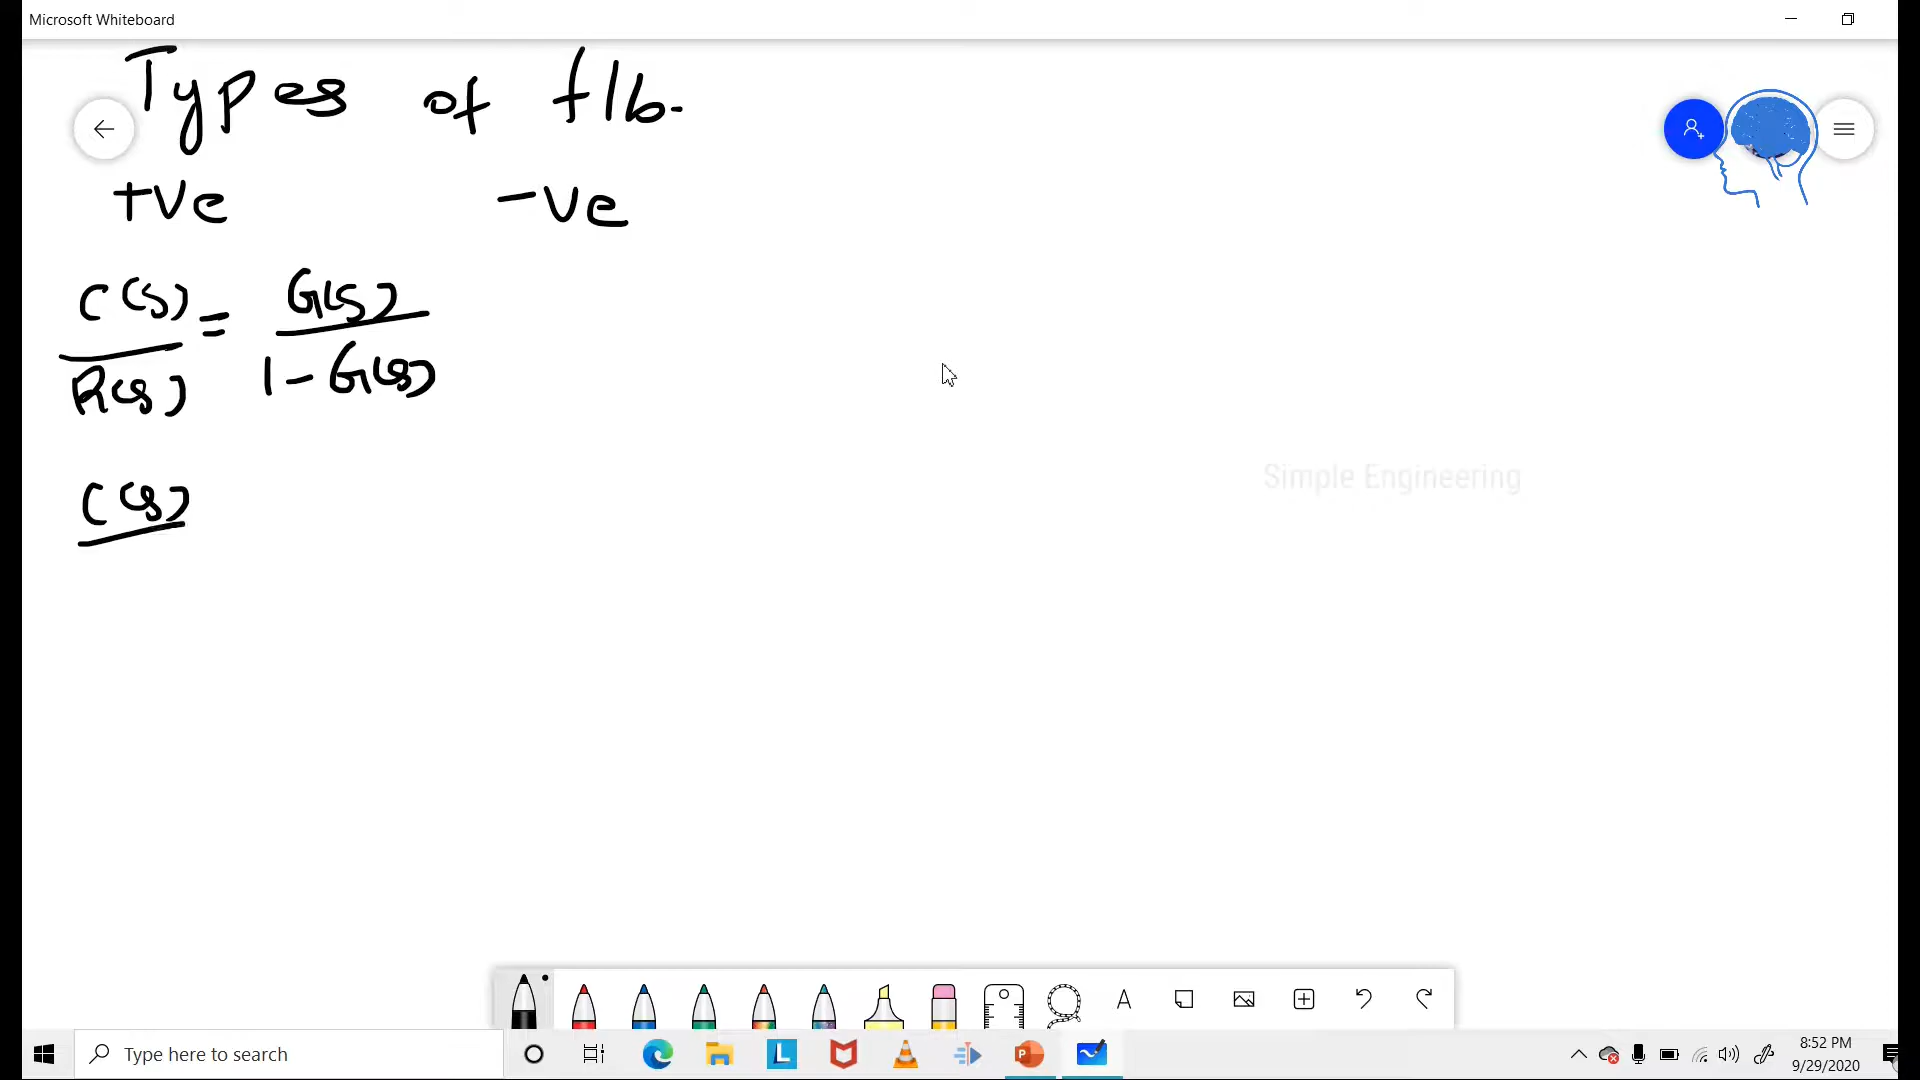 Microsoft Whiteboard
Types of f/b.
+ve -ve
C(s) = G(s)
R(s) 1 - G(s)
C(s)
Simple Engineering
A
Type here to search
L
P
8:52 PM
9/29/2020